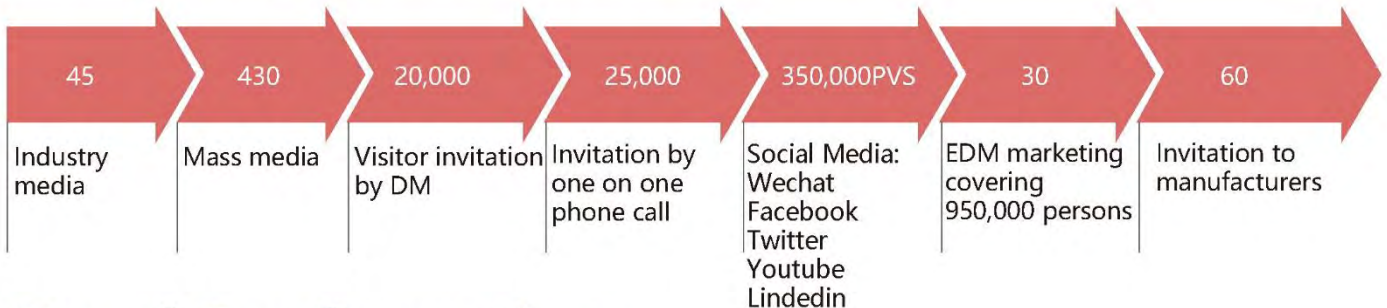 45
430
20,000
25,000
350,000PVS
30
60
Industry
media
Mass media
Visitor invitation
by DM
Invitation by
one on one
phone call
Social Media:
Wechat
Facebook
Twitter
Youtube
Lindedin
EDM marketing
covering
950,000 persons
Invitation to
manufacturers